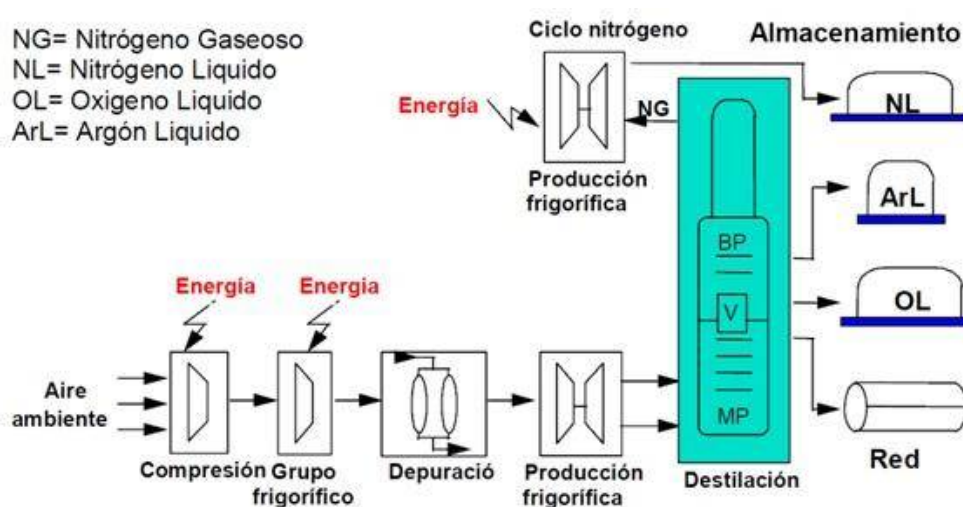 NG= Nitrógeno Gaseoso
NL= Nitrógeno Liquido
OL= Oxigeno Liquido
ArL= Argón Liquido
Ciclo nitrógeno
Almacenamiento
Energía
NG
NL
Producción
frigorífica
ArL
BP
Energía
Energia
V
OL
Aire
ambiente
MP
Compresión
Grupo
frigorífico
Depuració
Producción
frigorífica
Destilación
Red